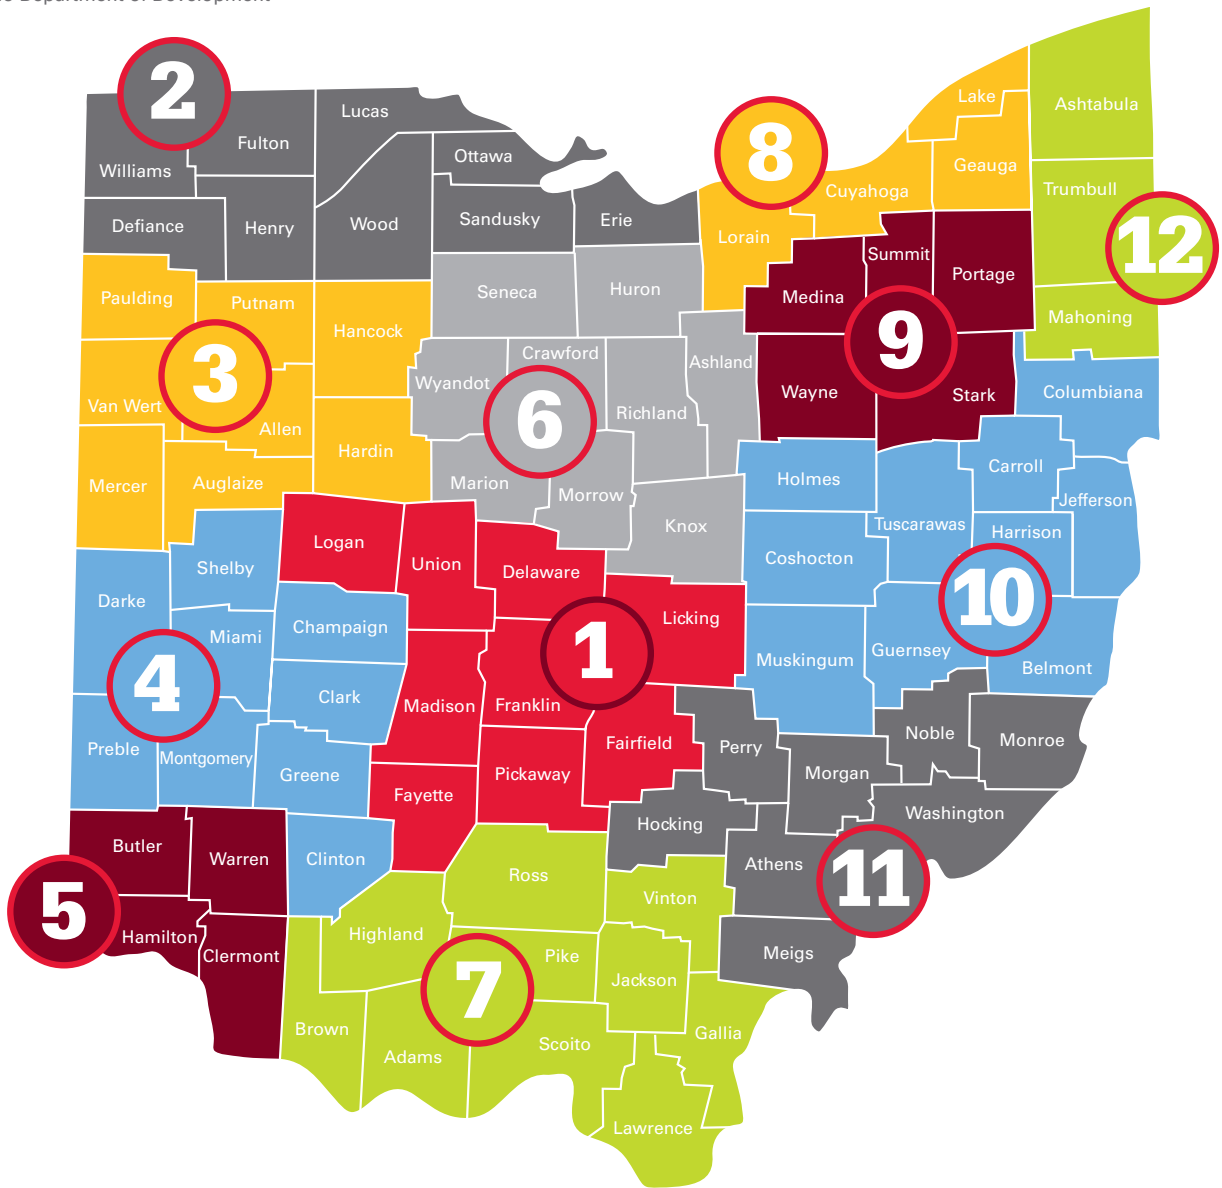 Department of Development
2
Lucas
Fulton
Williams
Ottawa
Defiance
Henry
Wood
Sandusky
Erie
8
Lake
Ashtabula
Geauga
Cuyahoga
Trumbull
Lorain
12
Summit
Portage
Medina
Mahoning
9
Paulding
Putnam
Hancock
3
Van Wert
Allen
Hardin
Mercer
Auglaize
Seneca
Huron
Crawford
Ashland
Wyandot
Richland
6
Marion
Morrow
Knox
Wayne
Stark
Columbiana
Holmes
Carroll
Jefferson
Tuscarawas
Harrison
Coshocton
10
Muskingum
Guernsey
Belmont
Logan
Union
Delaware
Licking
1
Madison
Franklin
Fairfield
Pickaway
Fayette
Shelby
Darke
Miami
Champaign
4
Clark
Preble
Montgomery
Greene
Clinton
Butler
Warren
5
Hamilton
Clermont
Perry
Noble
Monroe
Morgan
Washington
Hocking
Athens
11
Meigs
Ross
Vinton
Highland
Pike
7
Jackson
Brown
Adams
Scoito
Gallia
Lawrence